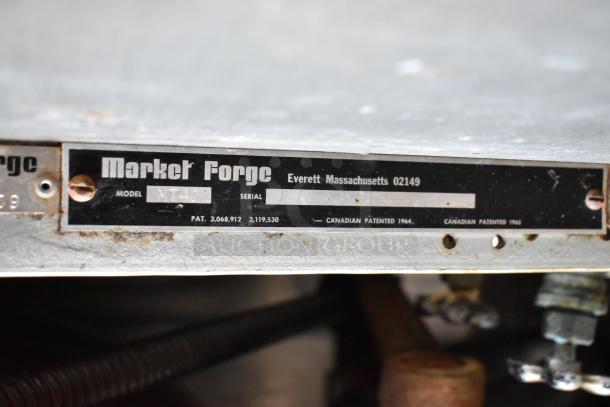 rge
Market Forge Everett Massachusetts 02149
MODEL SERIAL
PAT. 3,068,912 3,119,530 — CANADIAN PATENTED 1964. CANADIAN PATENTED 1965
AUCTION GROUP